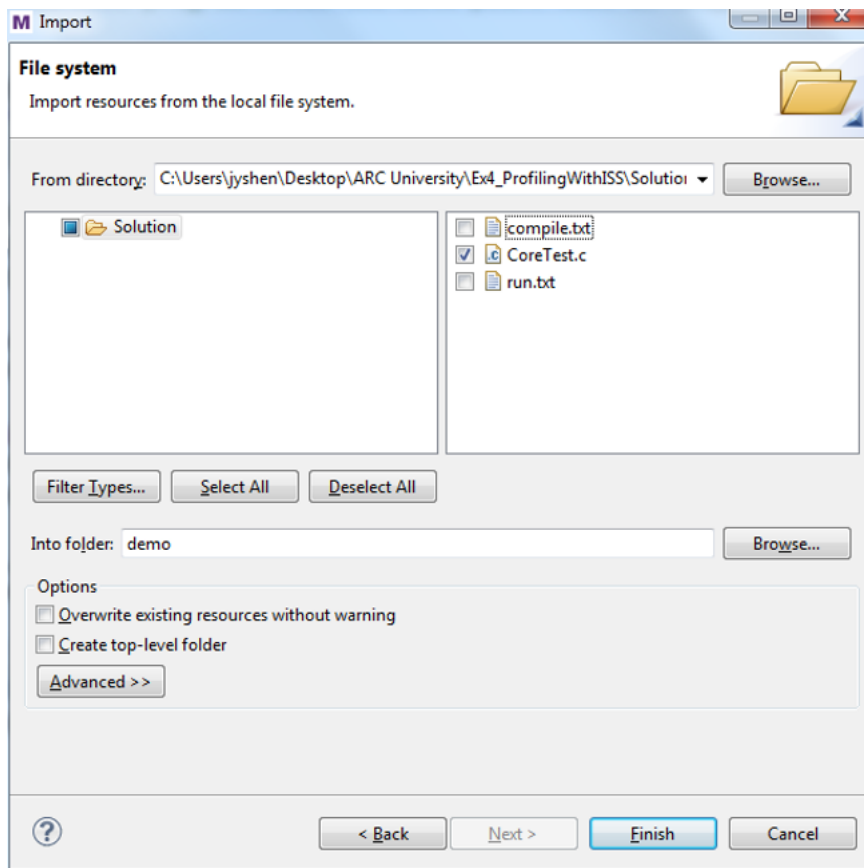 M Import
File system
Import resources from the local file system.
From directory: C:\Users\jyshen\Desktop\ARC University\Ex4_ProfilingWithISS\Solution Browse...
Solution
compile.txt
.c CoreTest.c
run.txt
Filter Types... Select All Deselect All
Into folder: demo Browse...
Options
Overwrite existing resources without warning
Create top-level folder
Advanced >>
? < Back Next > Finish Cancel